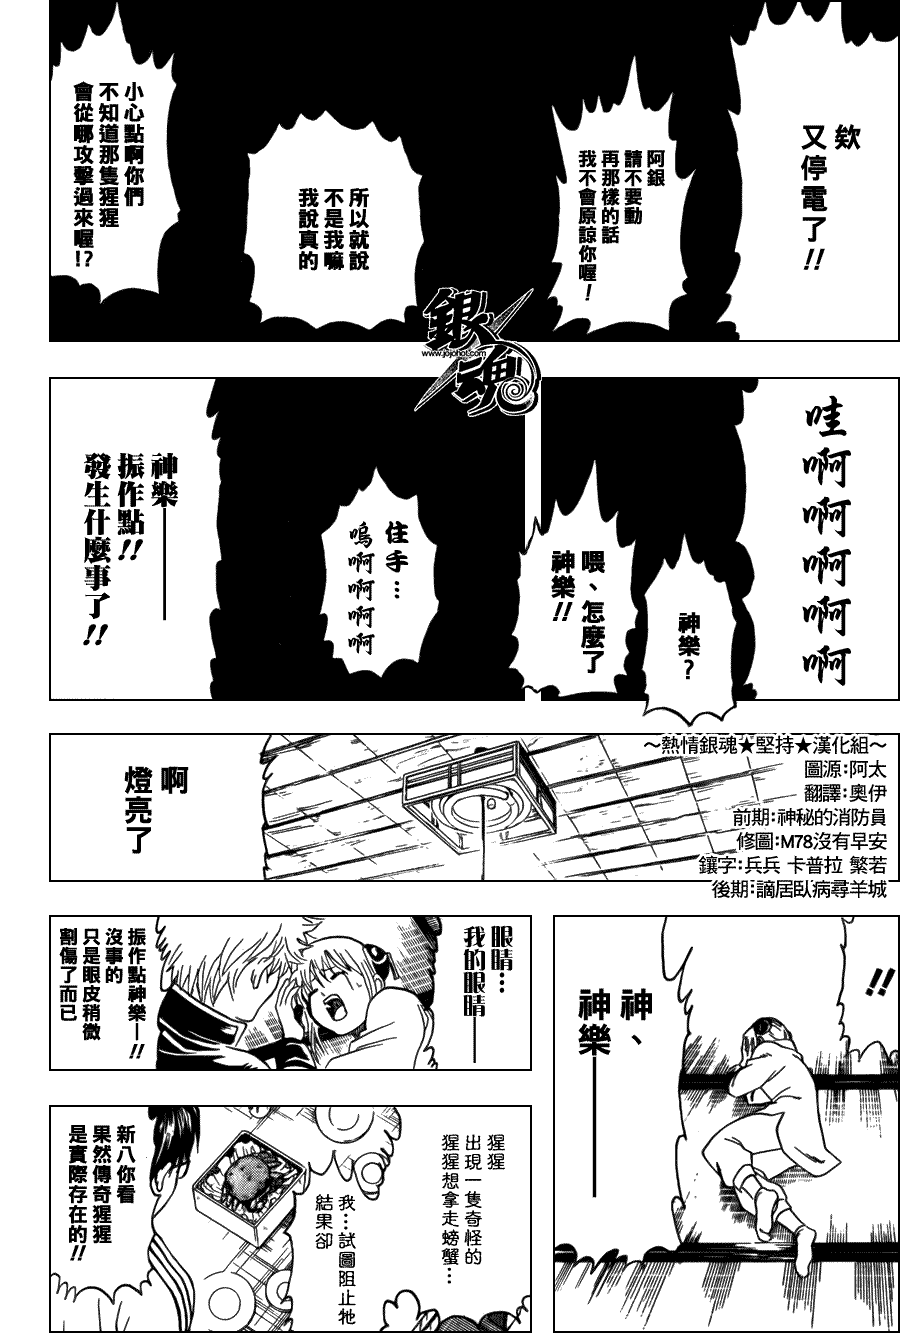 欸
又停電了!!
阿銀
請不要動
再那樣的話
我不會原諒你喔!
所以就說
不是我嘛
我說真的
小心點啊你們
不知道那隻猩猩
會從哪攻擊過來喔!?
銀魂
www.jojohot.com
哇啊啊啊啊啊
神樂?
喂、怎麼了
神樂!!
住手…
嗚啊啊啊啊
神樂——
振作點!!
發生什麼事了!!
～熱情銀魂★堅持★漢化組～
圖源:阿太
翻譯:奧伊
前期:神秘的消防員
修圖:M78沒有早安
鑲字:兵兵 卡普拉 繁若
後期:謫居臥病尋羊城
啊
燈亮了
!!
神、
神樂——
眼睛…
我的眼睛——
振作點神樂—!!
沒事的
只是眼皮稍微
割傷了而已
猩猩
出現一隻奇怪的
猩猩想拿走螃蟹…
我…試圖阻止牠
結果卻
新八你看
果然傳奇猩猩
是實際存在的!!